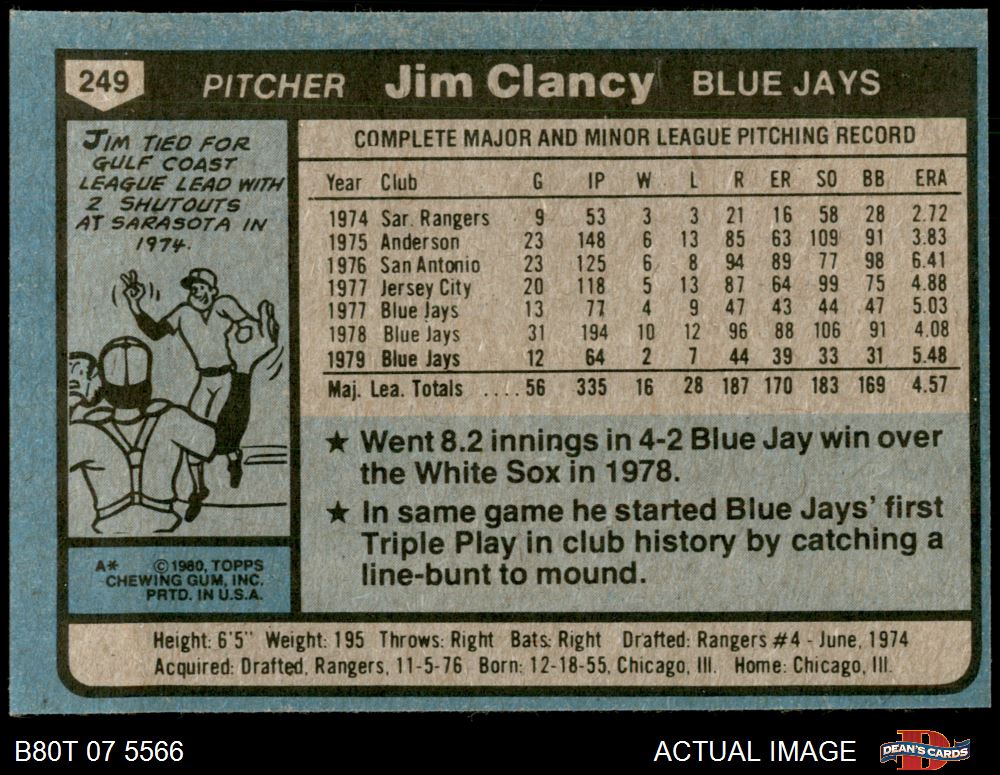 249 PITCHER Jim Clancy BLUE JAYS
JIM TIED FOR
GULF COAST
LEAGUE LEAD WITH
2 SHUTOUTS
AT SARASOTA IN
1974.
COMPLETE MAJOR AND MINOR LEAGUE PITCHING RECORD
Year Club G IP W L R ER SO BB ERA
1974 Sar. Rangers 9 53 3 3 21 16 58 28 2.72
1975 Anderson 23 148 6 13 85 63 109 91 3.83
1976 San Antonio 23 125 6 8 94 89 77 98 6.41
1977 Jersey City 20 118 5 13 87 64 99 75 4.88
1977 Blue Jays 13 77 4 9 47 43 44 47 5.03
1978 Blue Jays 31 194 10 12 96 88 106 91 4.08
1979 Blue Jays 12 64 2 7 44 39 33 31 5.48
Maj. Lea. Totals ....56 335 16 28 187 170 183 169 4.57
★ Went 8.2 innings in 4-2 Blue Jay win over
the White Sox in 1978.
★ In same game he started Blue Jays' first
Triple Play in club history by catching a
line-bunt to mound.
A* © 1980, TOPPS
CHEWING GUM, INC.
PRTD. IN U.S.A.
Height: 6'5" Weight: 195 Throws: Right Bats: Right Drafted: Rangers #4 - June, 1974
Acquired: Drafted, Rangers, 11-5-76 Born: 12-18-55, Chicago, Ill. Home: Chicago, Ill.
B80T 07 5566 ACTUAL IMAGE DEAN'S CARDS